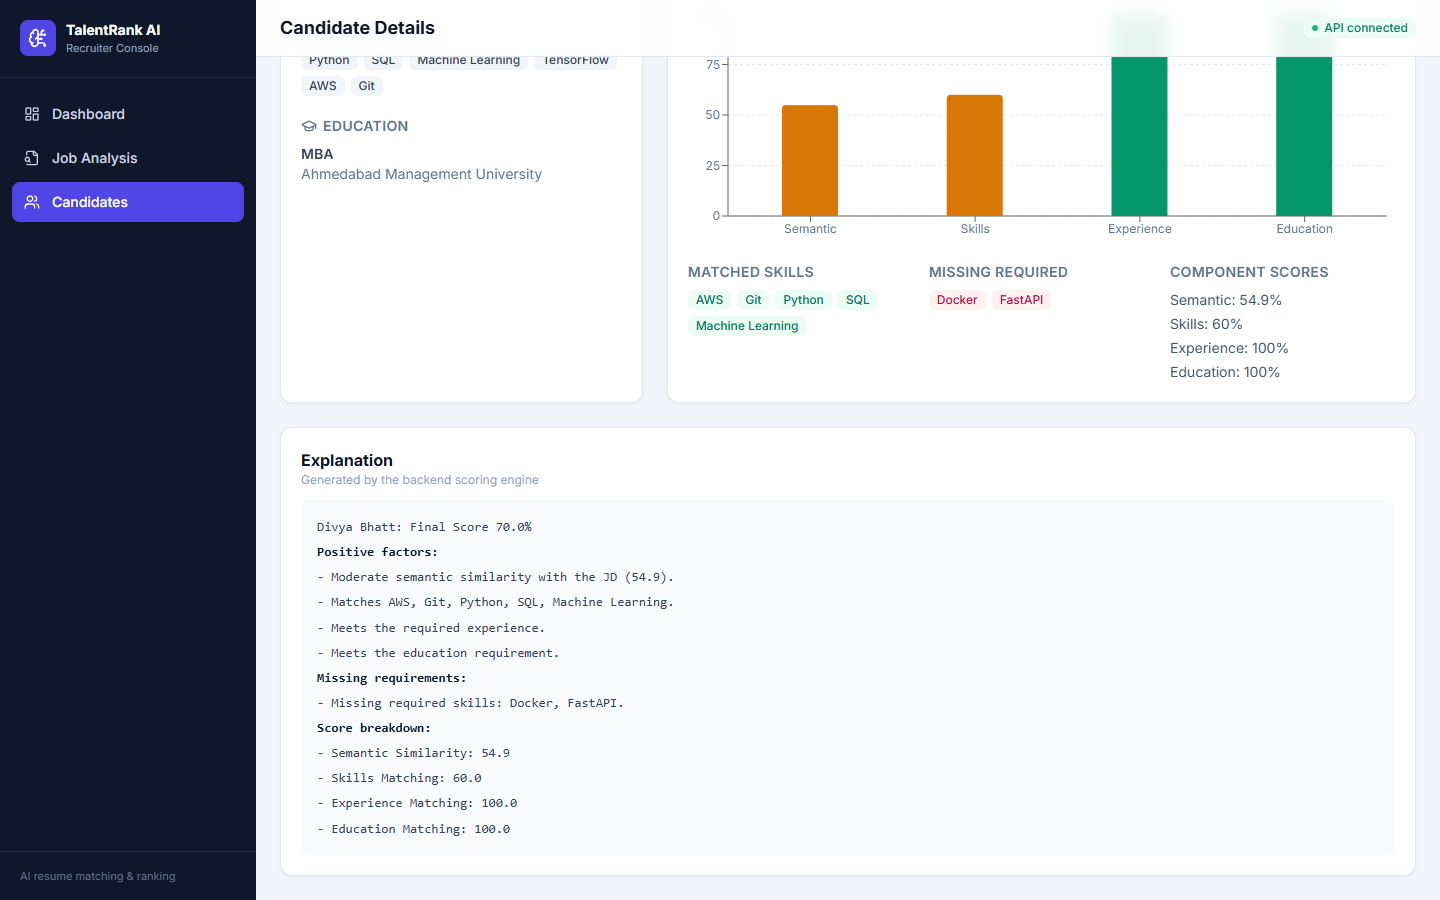 TalentRank AI
Recruiter Console
Dashboard
Job Analysis
Candidates
AI resume matching & ranking
Candidate Details
API connected
Python SQL Machine Learning TensorFlow
AWS Git
EDUCATION
MBA
Ahmedabad Management University
75
50
25
0
Semantic Skills Experience Education
MATCHED SKILLS
AWS Git Python SQL
Machine Learning
MISSING REQUIRED
Docker FastAPI
COMPONENT SCORES
Semantic: 54.9%
Skills: 60%
Experience: 100%
Education: 100%
Explanation
Generated by the backend scoring engine
Divya Bhatt: Final Score 70.0%
Positive factors:
- Moderate semantic similarity with the JD (54.9).
- Matches AWS, Git, Python, SQL, Machine Learning.
- Meets the required experience.
- Meets the education requirement.
Missing requirements:
- Missing required skills: Docker, FastAPI.
Score breakdown:
- Semantic Similarity: 54.9
- Skills Matching: 60.0
- Experience Matching: 100.0
- Education Matching: 100.0